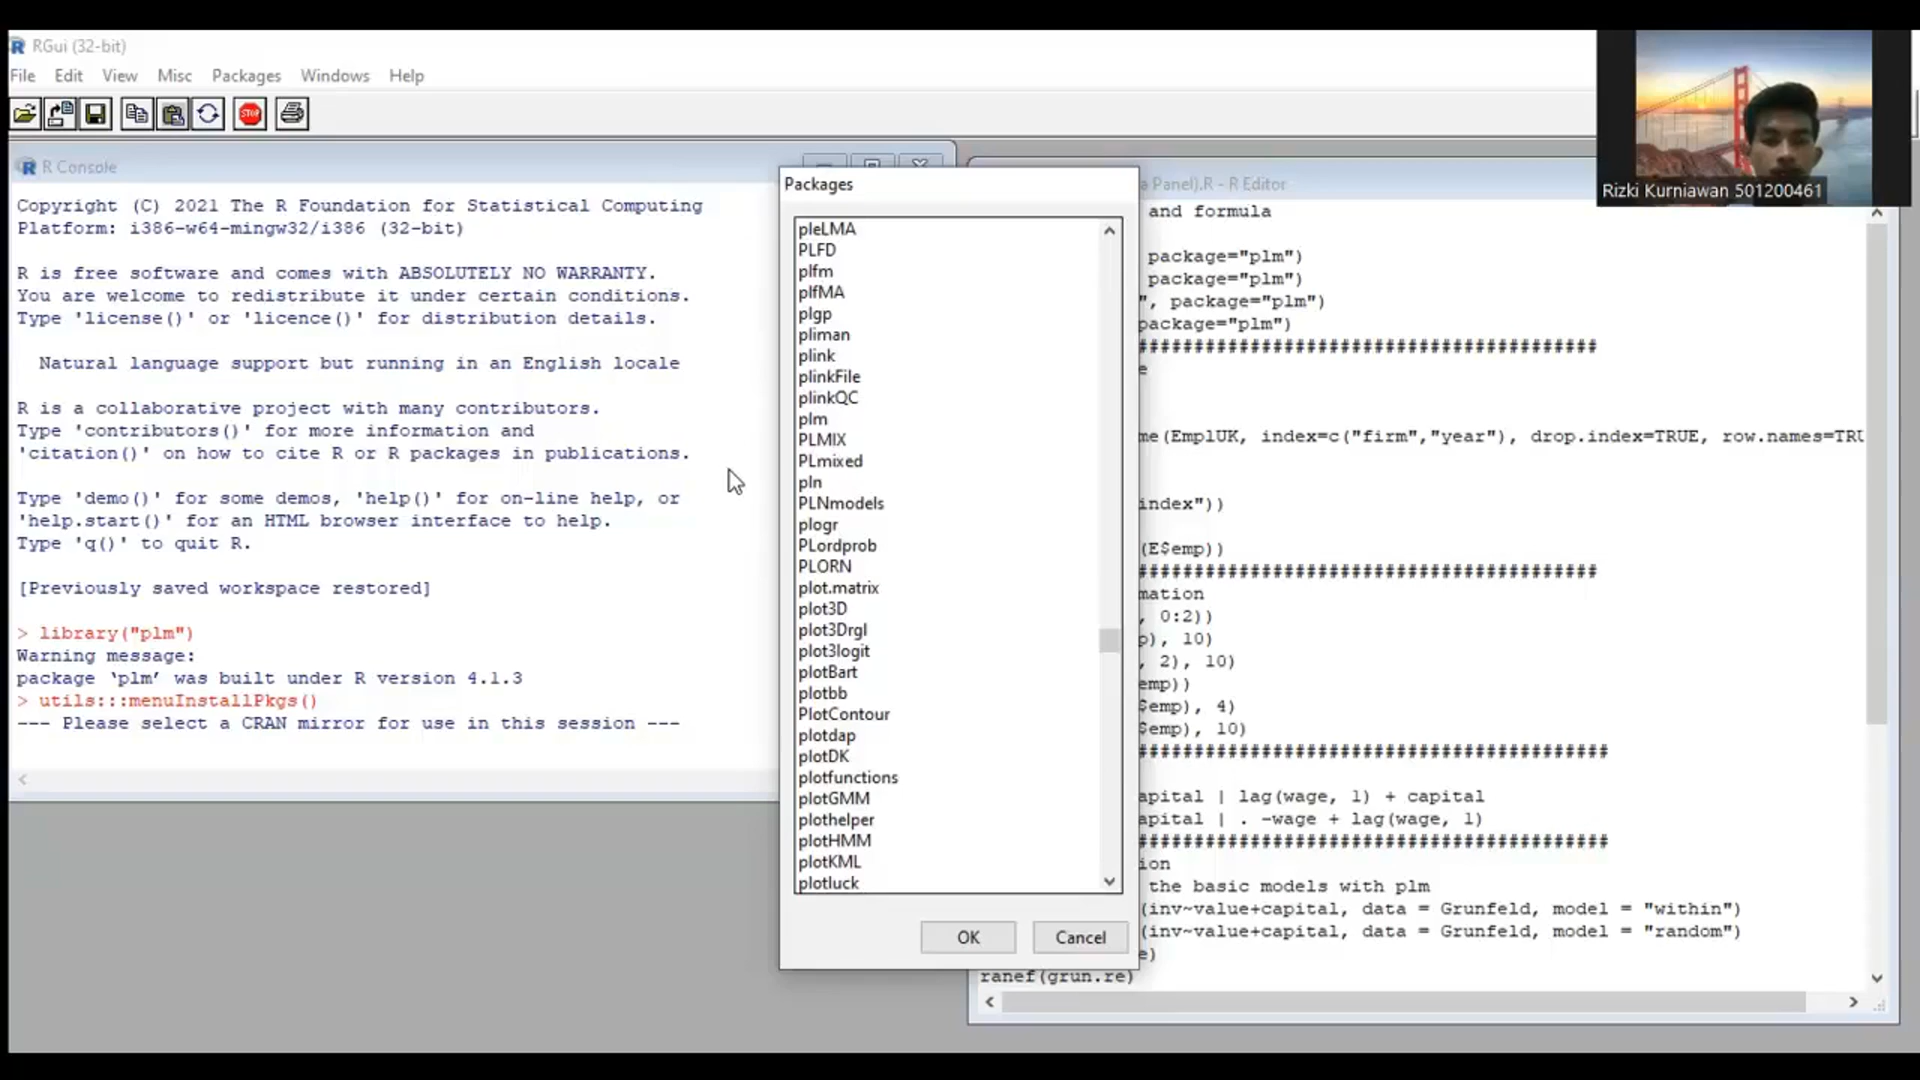 RGui (32-bit)
File Edit View Misc Packages Windows Help
STOP
R Console
Copyright (C) 2021 The R Foundation for Statistical Computing
Platform: i386-w64-mingw32/i386 (32-bit)
R is free software and comes with ABSOLUTELY NO WARRANTY.
You are welcome to redistribute it under certain conditions.
Type 'license()' or 'licence()' for distribution details.
Natural language support but running in an English locale
R is a collaborative project with many contributors.
Type 'contributors()' for more information and
'citation()' on how to cite R or R packages in publications.
Type 'demo()' for some demos, 'help()' for on-line help, or
'help.start()' for an HTML browser interface to help.
Type 'q()' to quit R.
[Previously saved workspace restored]
> library("plm")
Warning message:
package ‘plm’ was built under R version 4.1.3
> utils:::menuInstallPkgs()
--- Please select a CRAN mirror for use in this session ---
Packages
pleLMA
PLFD
plfm
plfMA
plgp
pliman
plink
plinkFile
plinkQC
plm
PLMIX
PLmixed
pln
PLNmodels
plogr
PLordprob
PLORN
plot.matrix
plot3D
plot3Drgl
plot3logit
plotBart
plotbb
PlotContour
plotdap
plotDK
plotfunctions
plotGMM
plothelper
plotHMM
plotKML
plotluck
OK Cancel
a Panel).R - R Editor
and formula
package="plm")
package="plm")
", package="plm")
package="plm")
#########################################
e
me(EmplUK, index=c("firm","year"), drop.index=TRUE, row.names=TRU
index"))
(E$emp))
#########################################
mation
, 0:2))
p), 10)
, 2), 10)
emp))
$emp), 4)
$emp), 10)
##########################################
apital | lag(wage, 1) + capital
apital | . -wage + lag(wage, 1)
##########################################
ion
the basic models with plm
(inv~value+capital, data = Grunfeld, model = "within")
(inv~value+capital, data = Grunfeld, model = "random")
e)
ranef(grun.re)
Rizki Kurniawan 501200461